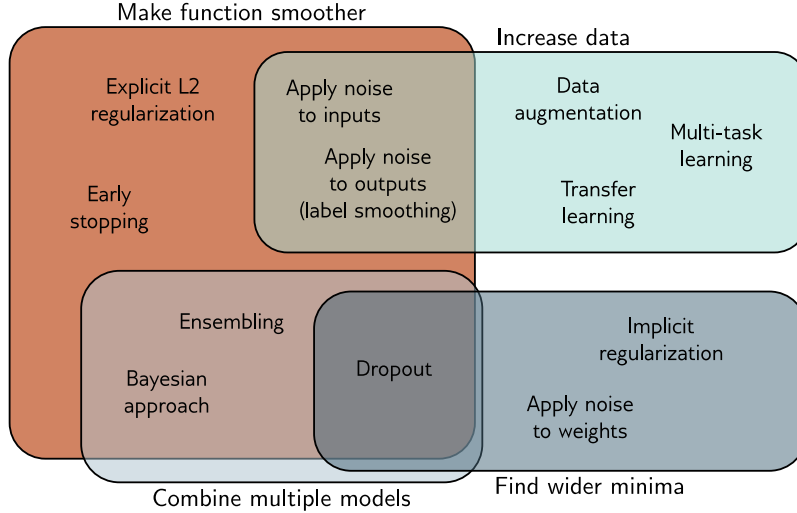 Make function smoother
Increase data
Explicit L2
regularization
Apply noise
to inputs
Data
augmentation
Multi-task
learning
Apply noise
to outputs
(label smoothing)
Early
stopping
Transfer
learning
Ensembling
Implicit
regularization
Dropout
Bayesian
approach
Apply noise
to weights
Combine multiple models
Find wider minima